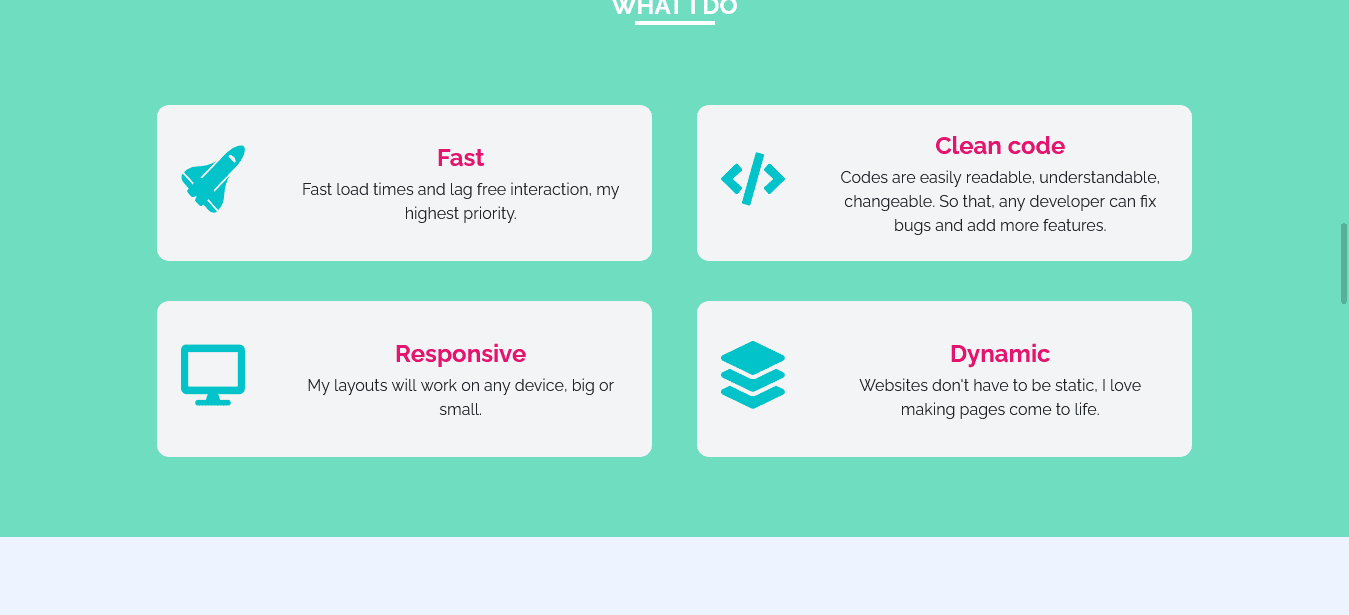 WHAT I DO
Fast
Fast load times and lag free interaction, my
highest priority.
Clean code
Codes are easily readable, understandable,
changeable. So that, any developer can fix
bugs and add more features.
Responsive
My layouts will work on any device, big or
small.
Dynamic
Websites don't have to be static, I love
making pages come to life.